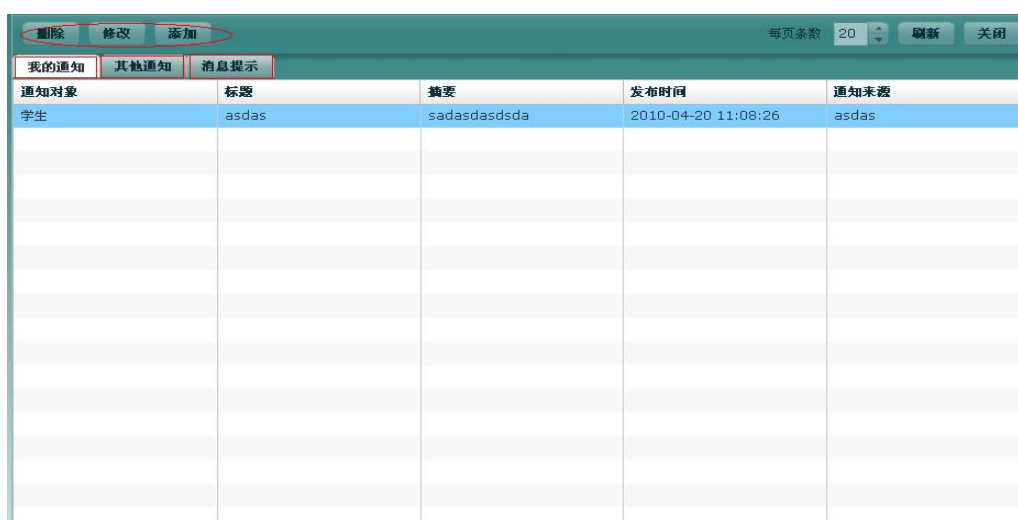 删除 修改 添加 每页条数 20 刷新 关闭
我的通知 其他通知 消息提示
通知对象 标题 摘要 发布时间 通知来源
学生 asdas sadasdasdsda 2010-04-20 11:08:26 asdas